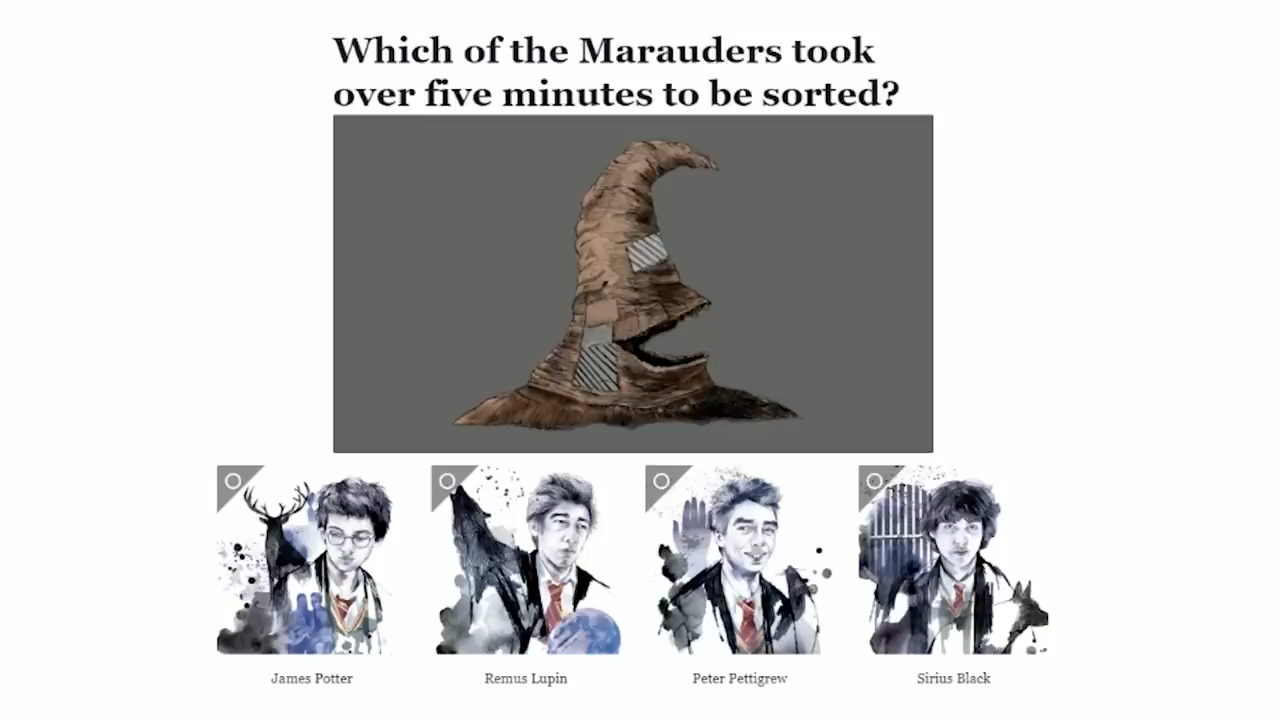 Which of the Marauders took
over five minutes to be sorted?
James Potter
Remus Lupin
Peter Pettigrew
Sirius Black